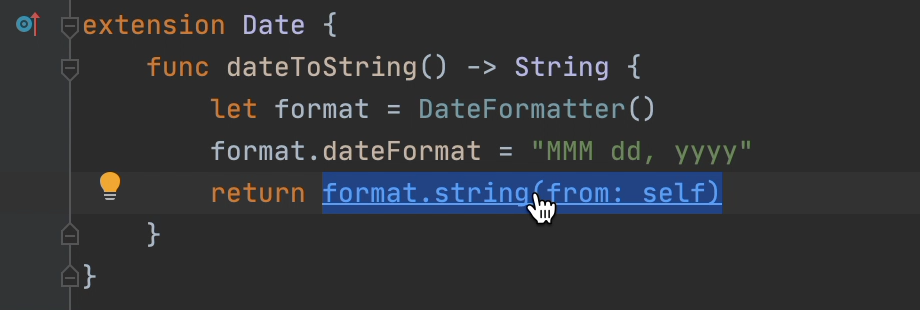 extension Date {
    func dateToString() -> String {
        let format = DateFormatter()
        format.dateFormat = "MMM dd, yyyy"
        return format.string(from: self)
    }
}